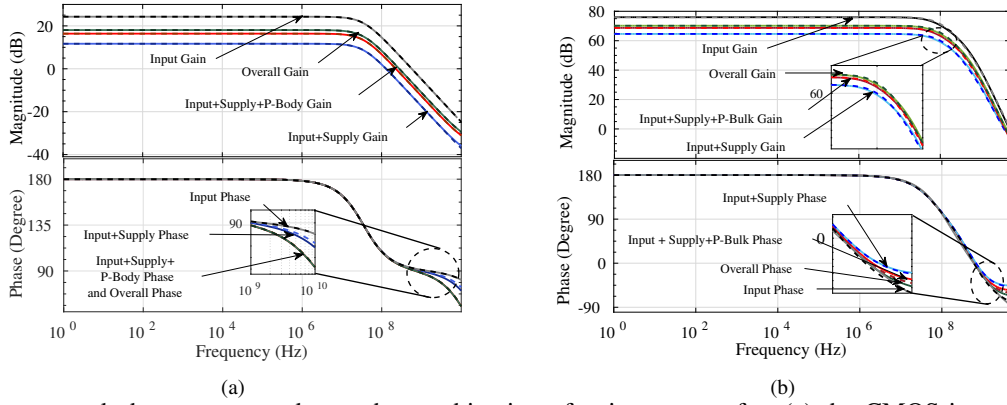 20
0
-20
-40
Magnitude (dB)
Input Gain
Overall Gain
Input+Supply+P-Body Gain
Input+Supply Gain
180
135
90
Phase (Degree)
Input Phase
Input+Supply Phase
Input+Supply+
P-Body Phase
and Overall Phase
90
10 9
10 10
10 0
10 2
10 4
10 6
10 8
Frequency (Hz)
(a)
80
60
40
20
0
Magnitude (dB)
Input Gain
Overall Gain
60
Input+Supply+P-Bulk Gain
Input+Supply Gain
180
90
0
-90
Phase (Degree)
Input+Supply Phase
0
Input + Supply+P-Bulk Phase
Overall Phase
Input Phase
10 0
10 2
10 4
10 6
10 8
Frequency (Hz)
(b)